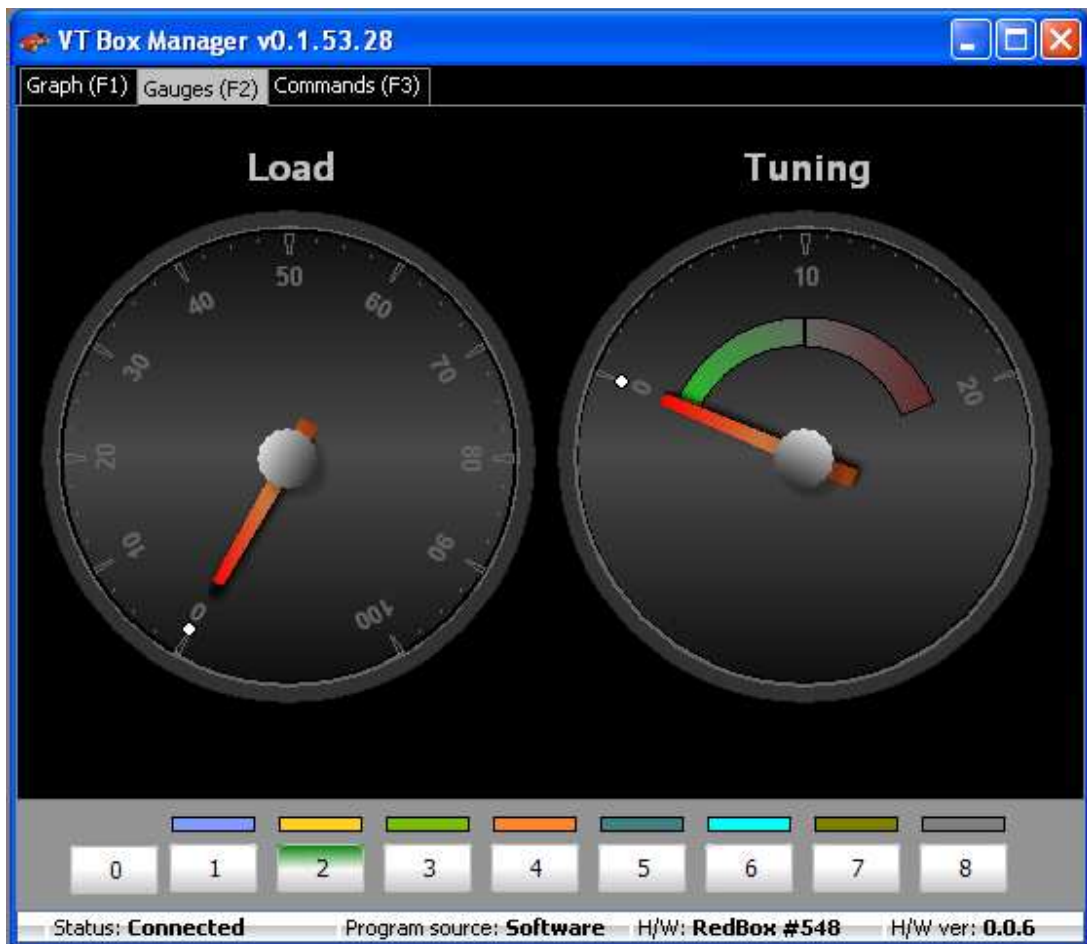 VT Box Manager v0.1.53.28
Graph (F1) Gauges (F2) Commands (F3)
Load
0 10 20 30 40 50 60 70 80 90 100
Tuning
0 10 20
0 1 2 3 4 5 6 7 8
Status: Connected Program source: Software H/W: RedBox #548 H/W ver: 0.0.6